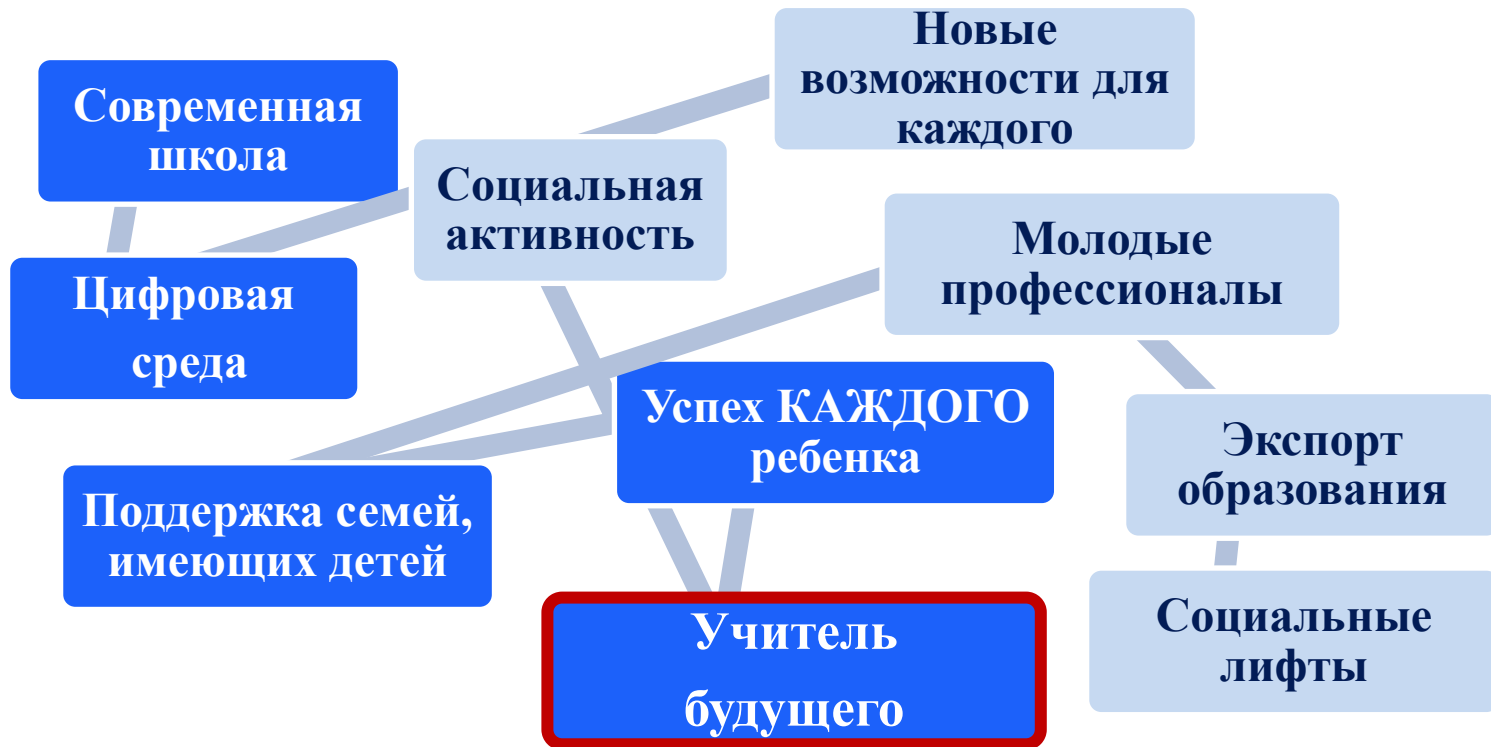 Новые
возможности для
каждого
Современная
школа
Социальная
активность
Молодые
профессионалы
Цифровая
среда
Успех КАЖДОГО
ребенка
Экспорт
образования
Поддержка семей,
имеющих детей
Социальные
лифты
Учитель
будущего